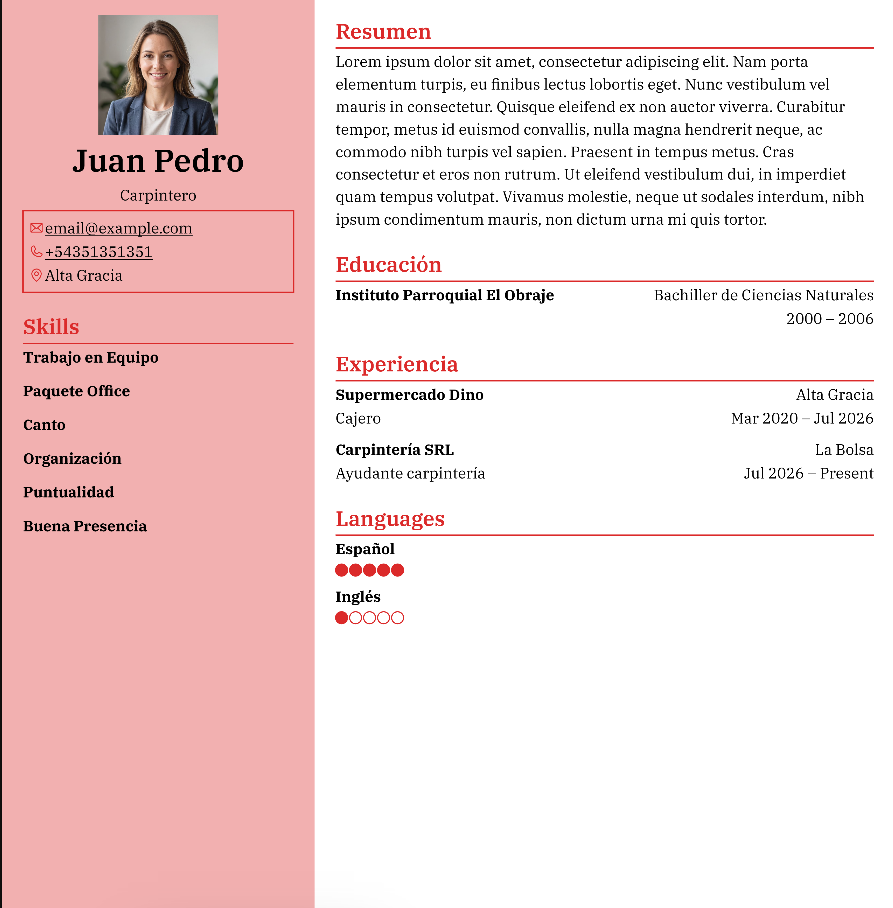 Juan Pedro
Carpintero
email@example.com
+54351351351
Alta Gracia
Skills
Trabajo en Equipo
Paquete Office
Canto
Organización
Puntualidad
Buena Presencia
Resumen
Lorem ipsum dolor sit amet, consectetur adipiscing elit. Nam porta
elementum turpis, eu finibus lectus lobortis eget. Nunc vestibulum vel
mauris in consectetur. Quisque eleifend ex non auctor viverra. Curabitur
tempor, metus id euismod convallis, nulla magna hendrerit neque, ac
commodo nibh turpis vel sapien. Praesent in tempus metus. Cras
consectetur et eros non rutrum. Ut eleifend vestibulum dui, in imperdiet
quam tempus volutpat. Vivamus molestie, neque ut sodales interdum, nibh
ipsum condimentum mauris, non dictum urna mi quis tortor.
Educación
Instituto Parroquial El Obraje Bachiller de Ciencias Naturales
2000 – 2006
Experiencia
Supermercado Dino Alta Gracia
Cajero Mar 2020 – Jul 2026
Carpintería SRL La Bolsa
Ayudante carpintería Jul 2026 – Present
Languages
Español
Inglés